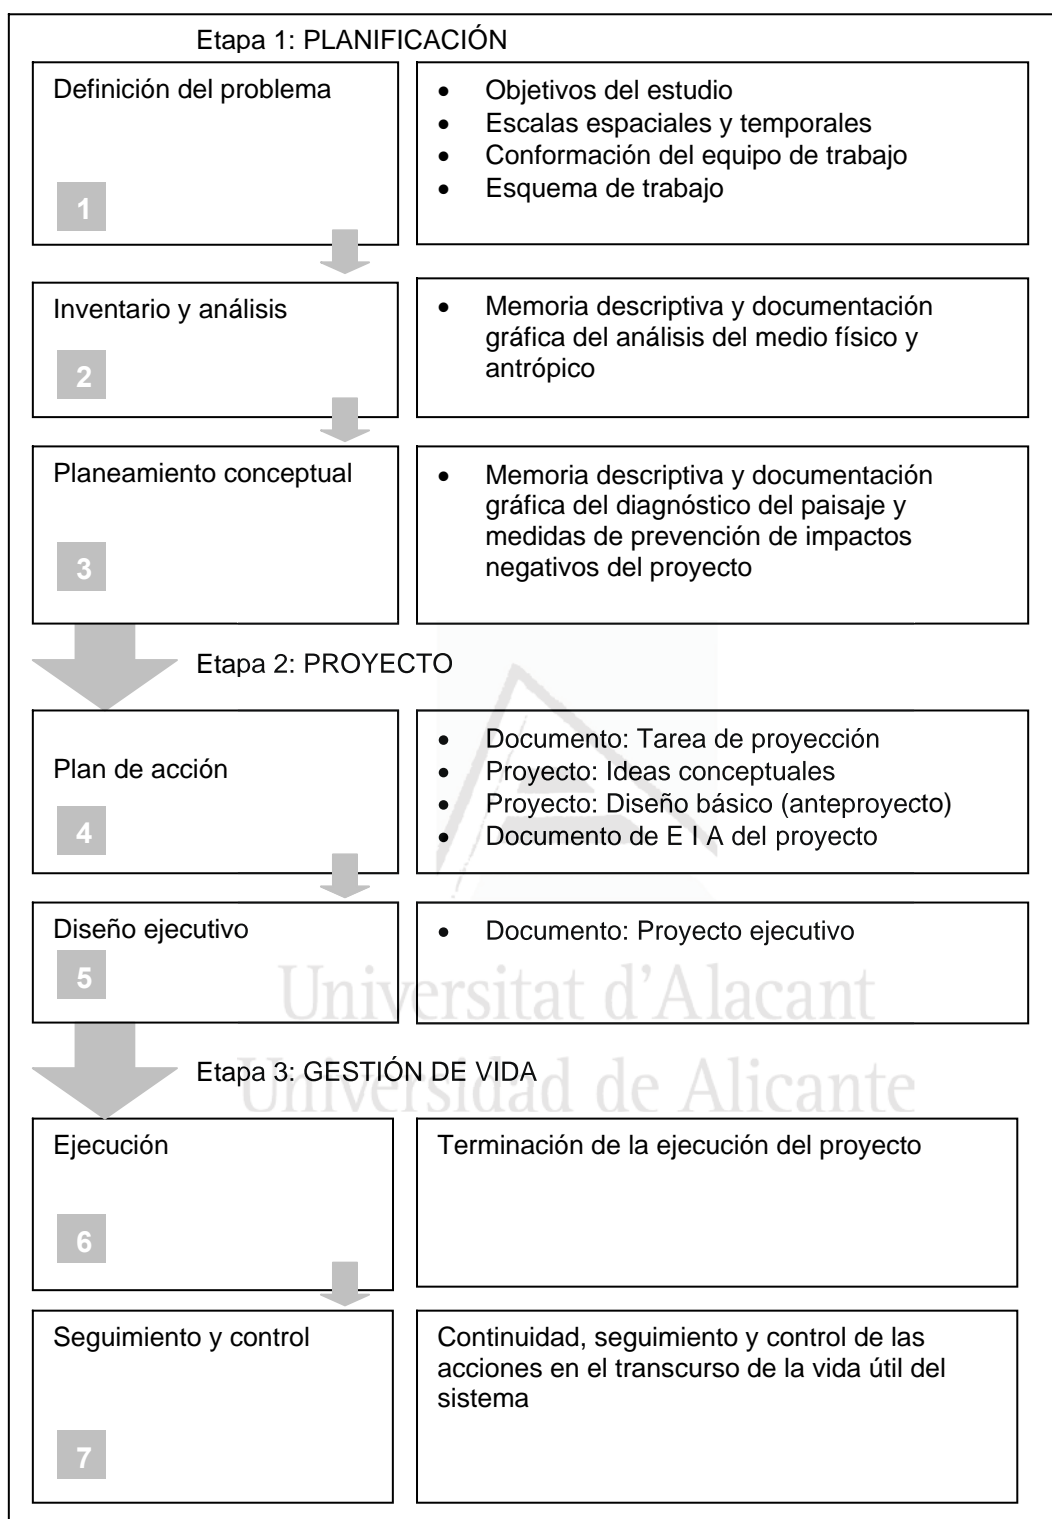 Etapa 1: PLANIFICACIÓN
Definición del problema
1
• Objetivos del estudio
• Escalas espaciales y temporales
• Conformación del equipo de trabajo
• Esquema de trabajo
Inventario y análisis
2
• Memoria descriptiva y documentación
gráfica del análisis del medio físico y
antrópico
Planeamiento conceptual
3
• Memoria descriptiva y documentación
gráfica del diagnóstico del paisaje y
medidas de prevención de impactos
negativos del proyecto
Etapa 2: PROYECTO
Plan de acción
4
• Documento: Tarea de proyección
• Proyecto: Ideas conceptuales
• Proyecto: Diseño básico (anteproyecto)
• Documento de E I A del proyecto
Diseño ejecutivo
5
• Documento: Proyecto ejecutivo
Universitat d’Alacant
Universidad de Alicante
Etapa 3: GESTIÓN DE VIDA
Ejecución
6
Terminación de la ejecución del proyecto
Seguimiento y control
7
Continuidad, seguimiento y control de las
acciones en el transcurso de la vida útil del
sistema